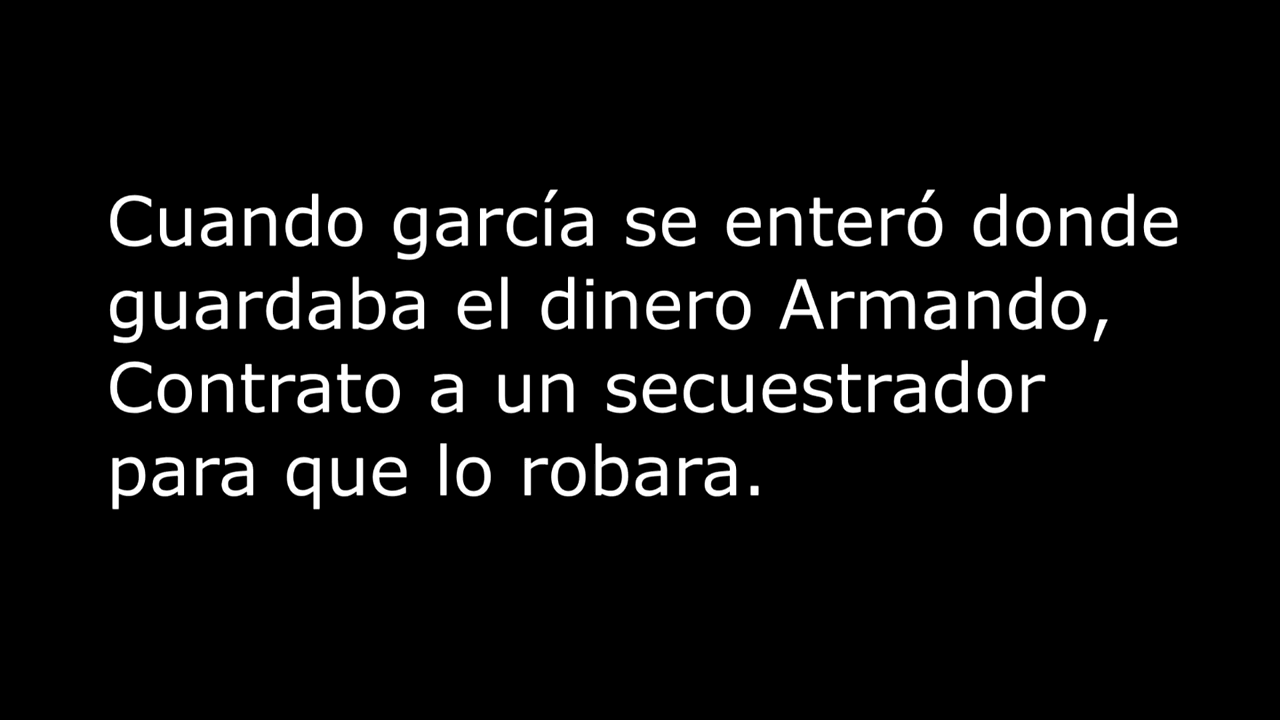 Cuando garcía se enteró donde
guardaba el dinero Armando,
Contrato a un secuestrador
para que lo robara.